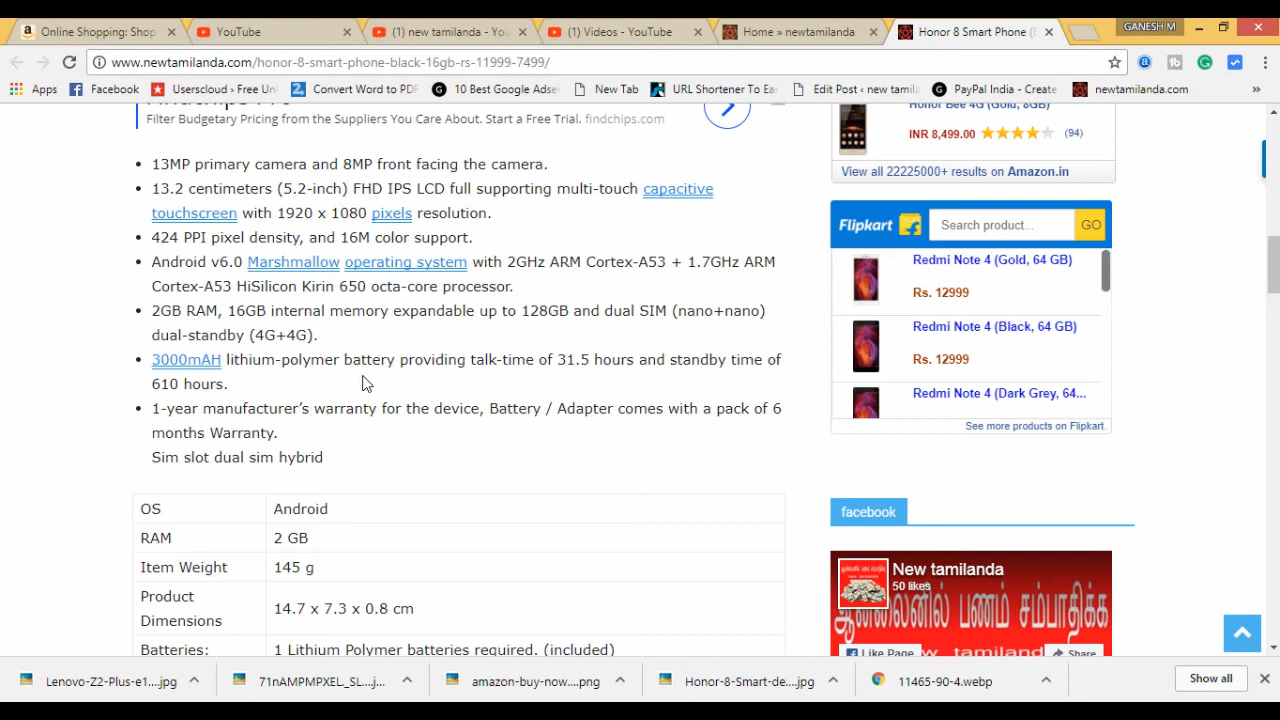 GANESH M
Online Shopping: Shop
YouTube
(1) new tamilanda - You
(1) Videos - YouTube
Home » newtamilanda
Honor 8 Smart Phone (B
www.newtamilanda.com/honor-8-smart-phone-black-16gb-rs-11999-7499/
Apps
Facebook
Userscloud › Free Unl
Convert Word to PDF
10 Best Google Adse
New Tab
URL Shortener To Ear
Edit Post ‹ new tamila
PayPal India - Create
newtamilanda.com
Filter Budgetary Pricing from the Suppliers You Care About. Start a Free Trial. findchips.com
• 13MP primary camera and 8MP front facing the camera.
• 13.2 centimeters (5.2-inch) FHD IPS LCD full supporting multi-touch capacitive
touchscreen with 1920 x 1080 pixels resolution.
• 424 PPI pixel density, and 16M color support.
• Android v6.0 Marshmallow operating system with 2GHz ARM Cortex-A53 + 1.7GHz ARM
Cortex-A53 HiSilicon Kirin 650 octa-core processor.
• 2GB RAM, 16GB internal memory expandable up to 128GB and dual SIM (nano+nano)
dual-standby (4G+4G).
• 3000mAH lithium-polymer battery providing talk-time of 31.5 hours and standby time of
610 hours.
• 1-year manufacturer’s warranty for the device, Battery / Adapter comes with a pack of 6
months Warranty.
Sim slot dual sim hybrid
OS Android
RAM 2 GB
Item Weight 145 g
Product
Dimensions 14.7 x 7.3 x 0.8 cm
Batteries: 1 Lithium Polymer batteries required. (included)
Honor Bee 4G (Gold, 8GB)
INR 8,499.00 (94)
View all 22225000+ results on Amazon.in
Flipkart Search product... GO
Redmi Note 4 (Gold, 64 GB)
Rs. 12999
Redmi Note 4 (Black, 64 GB)
Rs. 12999
Redmi Note 4 (Dark Grey, 64...
See more products on Flipkart.
facebook
New tamilanda
50 likes
ஆன்லைனில் பணம் சம்பாதிக்க
Like Page
Share
Lenovo-Z2-Plus-e1....jpg
71nAMPMPXEL._SL....j...
amazon-buy-now....png
Honor-8-Smart-de....jpg
11465-90-4.webp
Show all